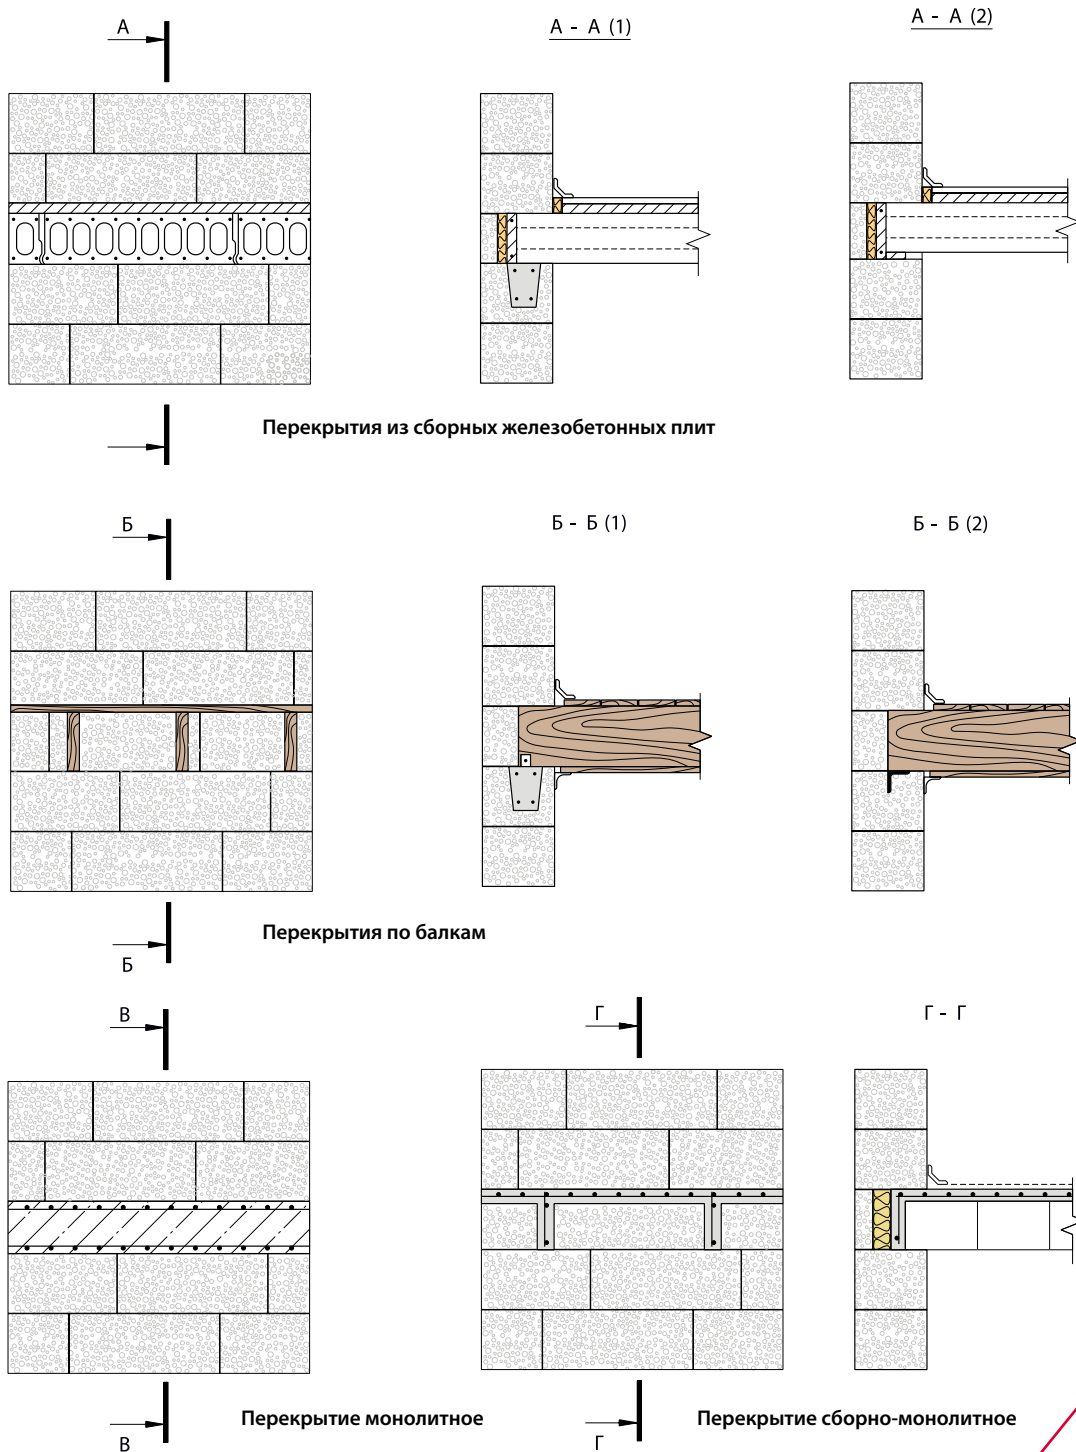 А
А - А (1)
А - А (2)
Перекрытия из сборных железобетонных плит
Б
Б - Б (1)
Б - Б (2)
Перекрытия по балкам
Б
В
Г
Г - Г
Перекрытие монолитное
Перекрытие сборно-монолитное
В
Г